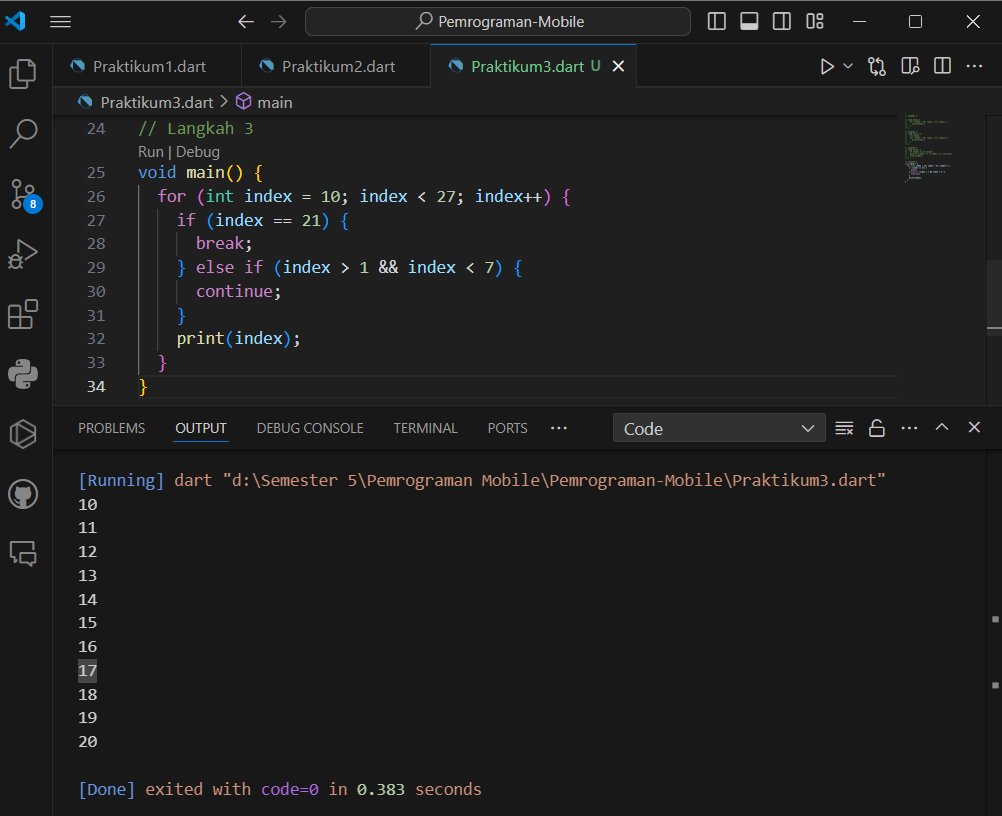 Pemrograman-Mobile
Praktikum1.dart Praktikum2.dart Praktikum3.dart U
Praktikum3.dart > main
24 // Langkah 3
Run | Debug
25 void main() {
26 for (int index = 10; index < 27; index++) {
27 if (index == 21) {
28 break;
29 } else if (index > 1 && index < 7) {
30 continue;
31 }
32 print(index);
33 }
34 }
8
PROBLEMS OUTPUT DEBUG CONSOLE TERMINAL PORTS ... Code
[Running] dart "d:\Semester 5\Pemrograman Mobile\Pemrograman-Mobile\Praktikum3.dart"
10
11
12
13
14
15
16
17
18
19
20
[Done] exited with code=0 in 0.383 seconds